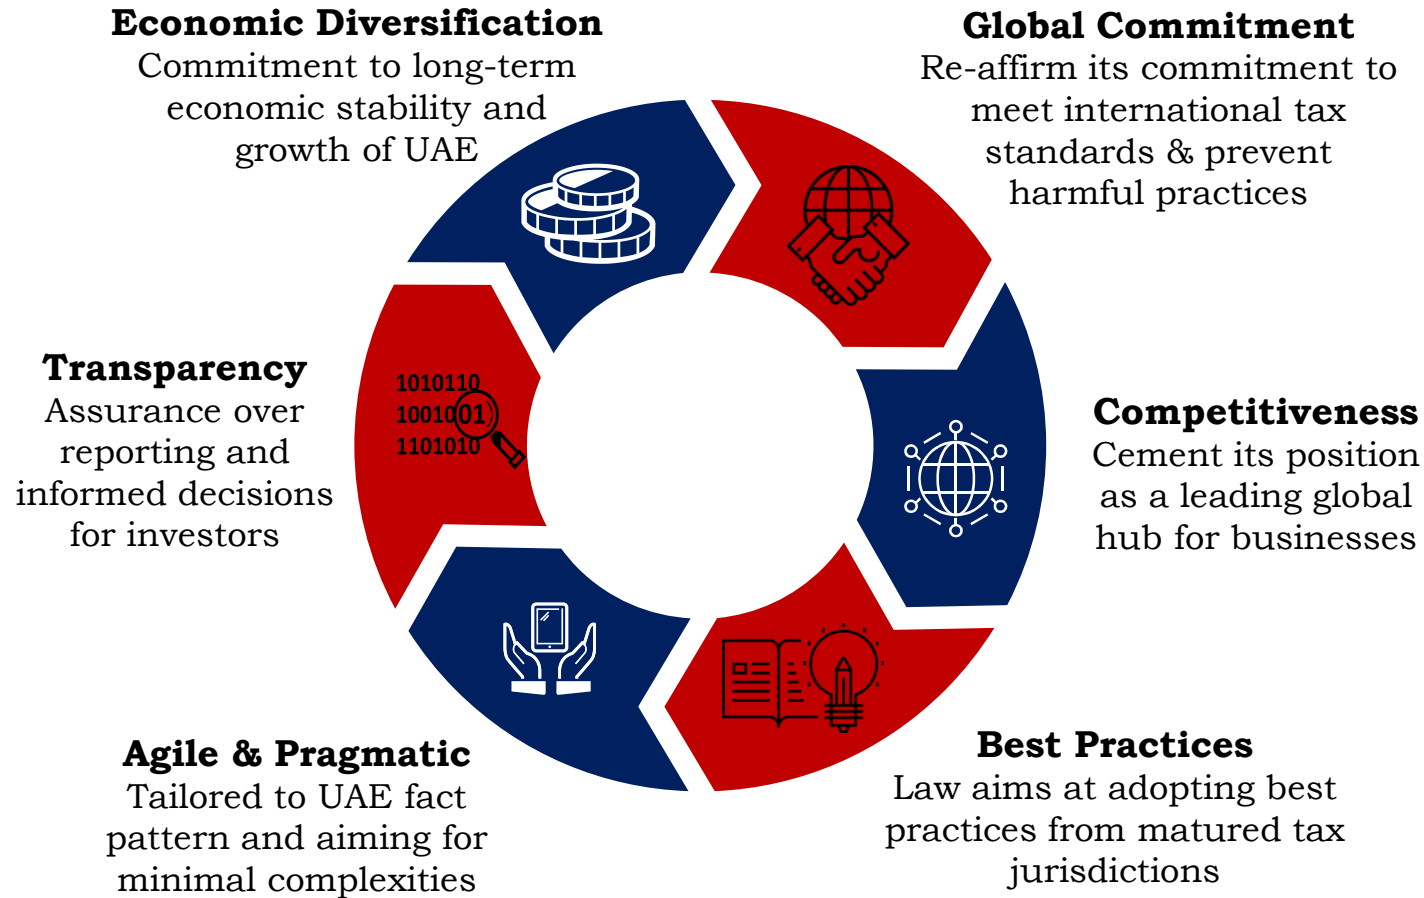 Economic Diversification
Commitment to long-term
economic stability and
growth of UAE
Global Commitment
Re-affirm its commitment to
meet international tax
standards & prevent
harmful practices
Transparency
Assurance over
reporting and
informed decisions
for investors
1010110
1001001
1101010
Competitiveness
Cement its position
as a leading global
hub for businesses
Agile & Pragmatic
Tailored to UAE fact
pattern and aiming for
minimal complexities
Best Practices
Law aims at adopting best
practices from matured tax
jurisdictions